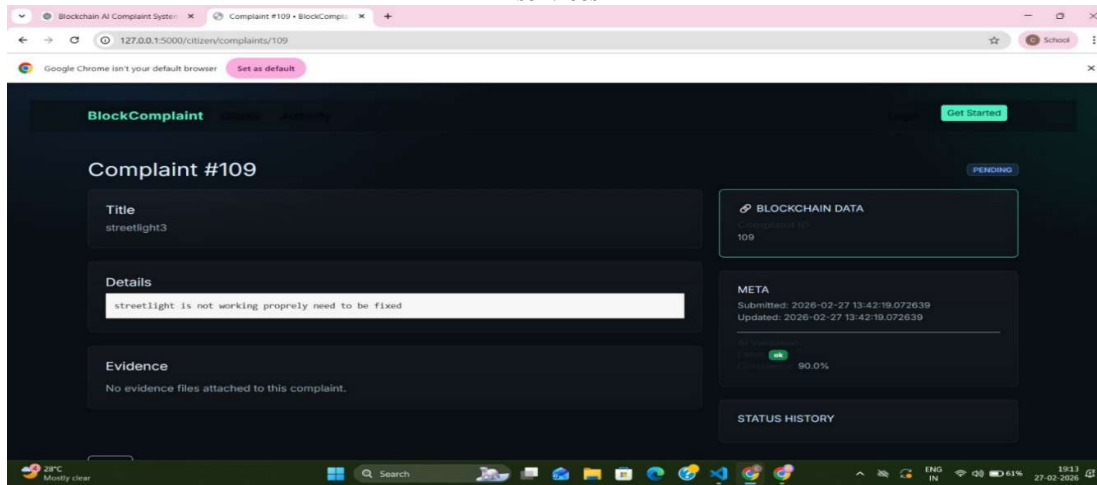 Blockchain AI Complaint System
Complaint #109 • BlockCompla
127.0.0.1:5000/citizen/complaints/109
School
Google Chrome isn't your default browser
Set as default
BlockComplaint
Activity
Login
Get Started
Complaint #109
PENDING
Title
streetlight3
BLOCKCHAIN DATA
Complaint ID
109
Details
streetlight is not working proprely need to be fixed
META
Submitted: 2026-02-27 13:42:19.072639
Updated: 2026-02-27 13:42:19.072639
ok
90.0%
Evidence
No evidence files attached to this complaint.
STATUS HISTORY
28°C
Mostly clear
Search
ENG
IN
61%
19:13
27-02-2026